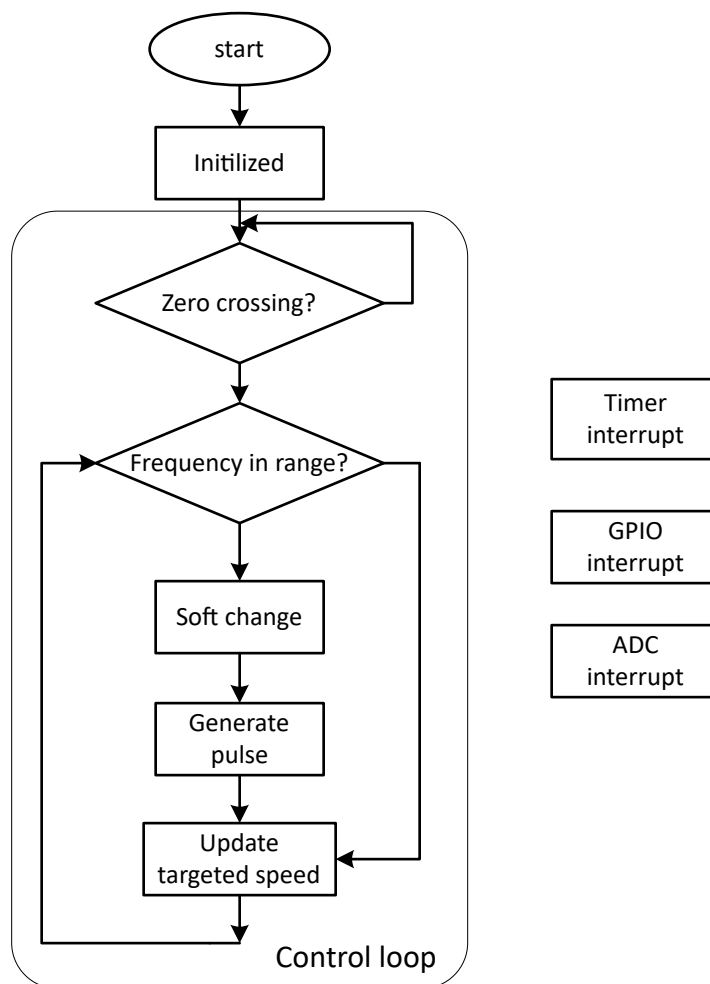 start
Initilized
Zero crossing?
Frequency in range?
Soft change
Generate
pulse
Update
targeted speed
Control loop
Timer
interrupt
GPIO
interrupt
ADC
interrupt